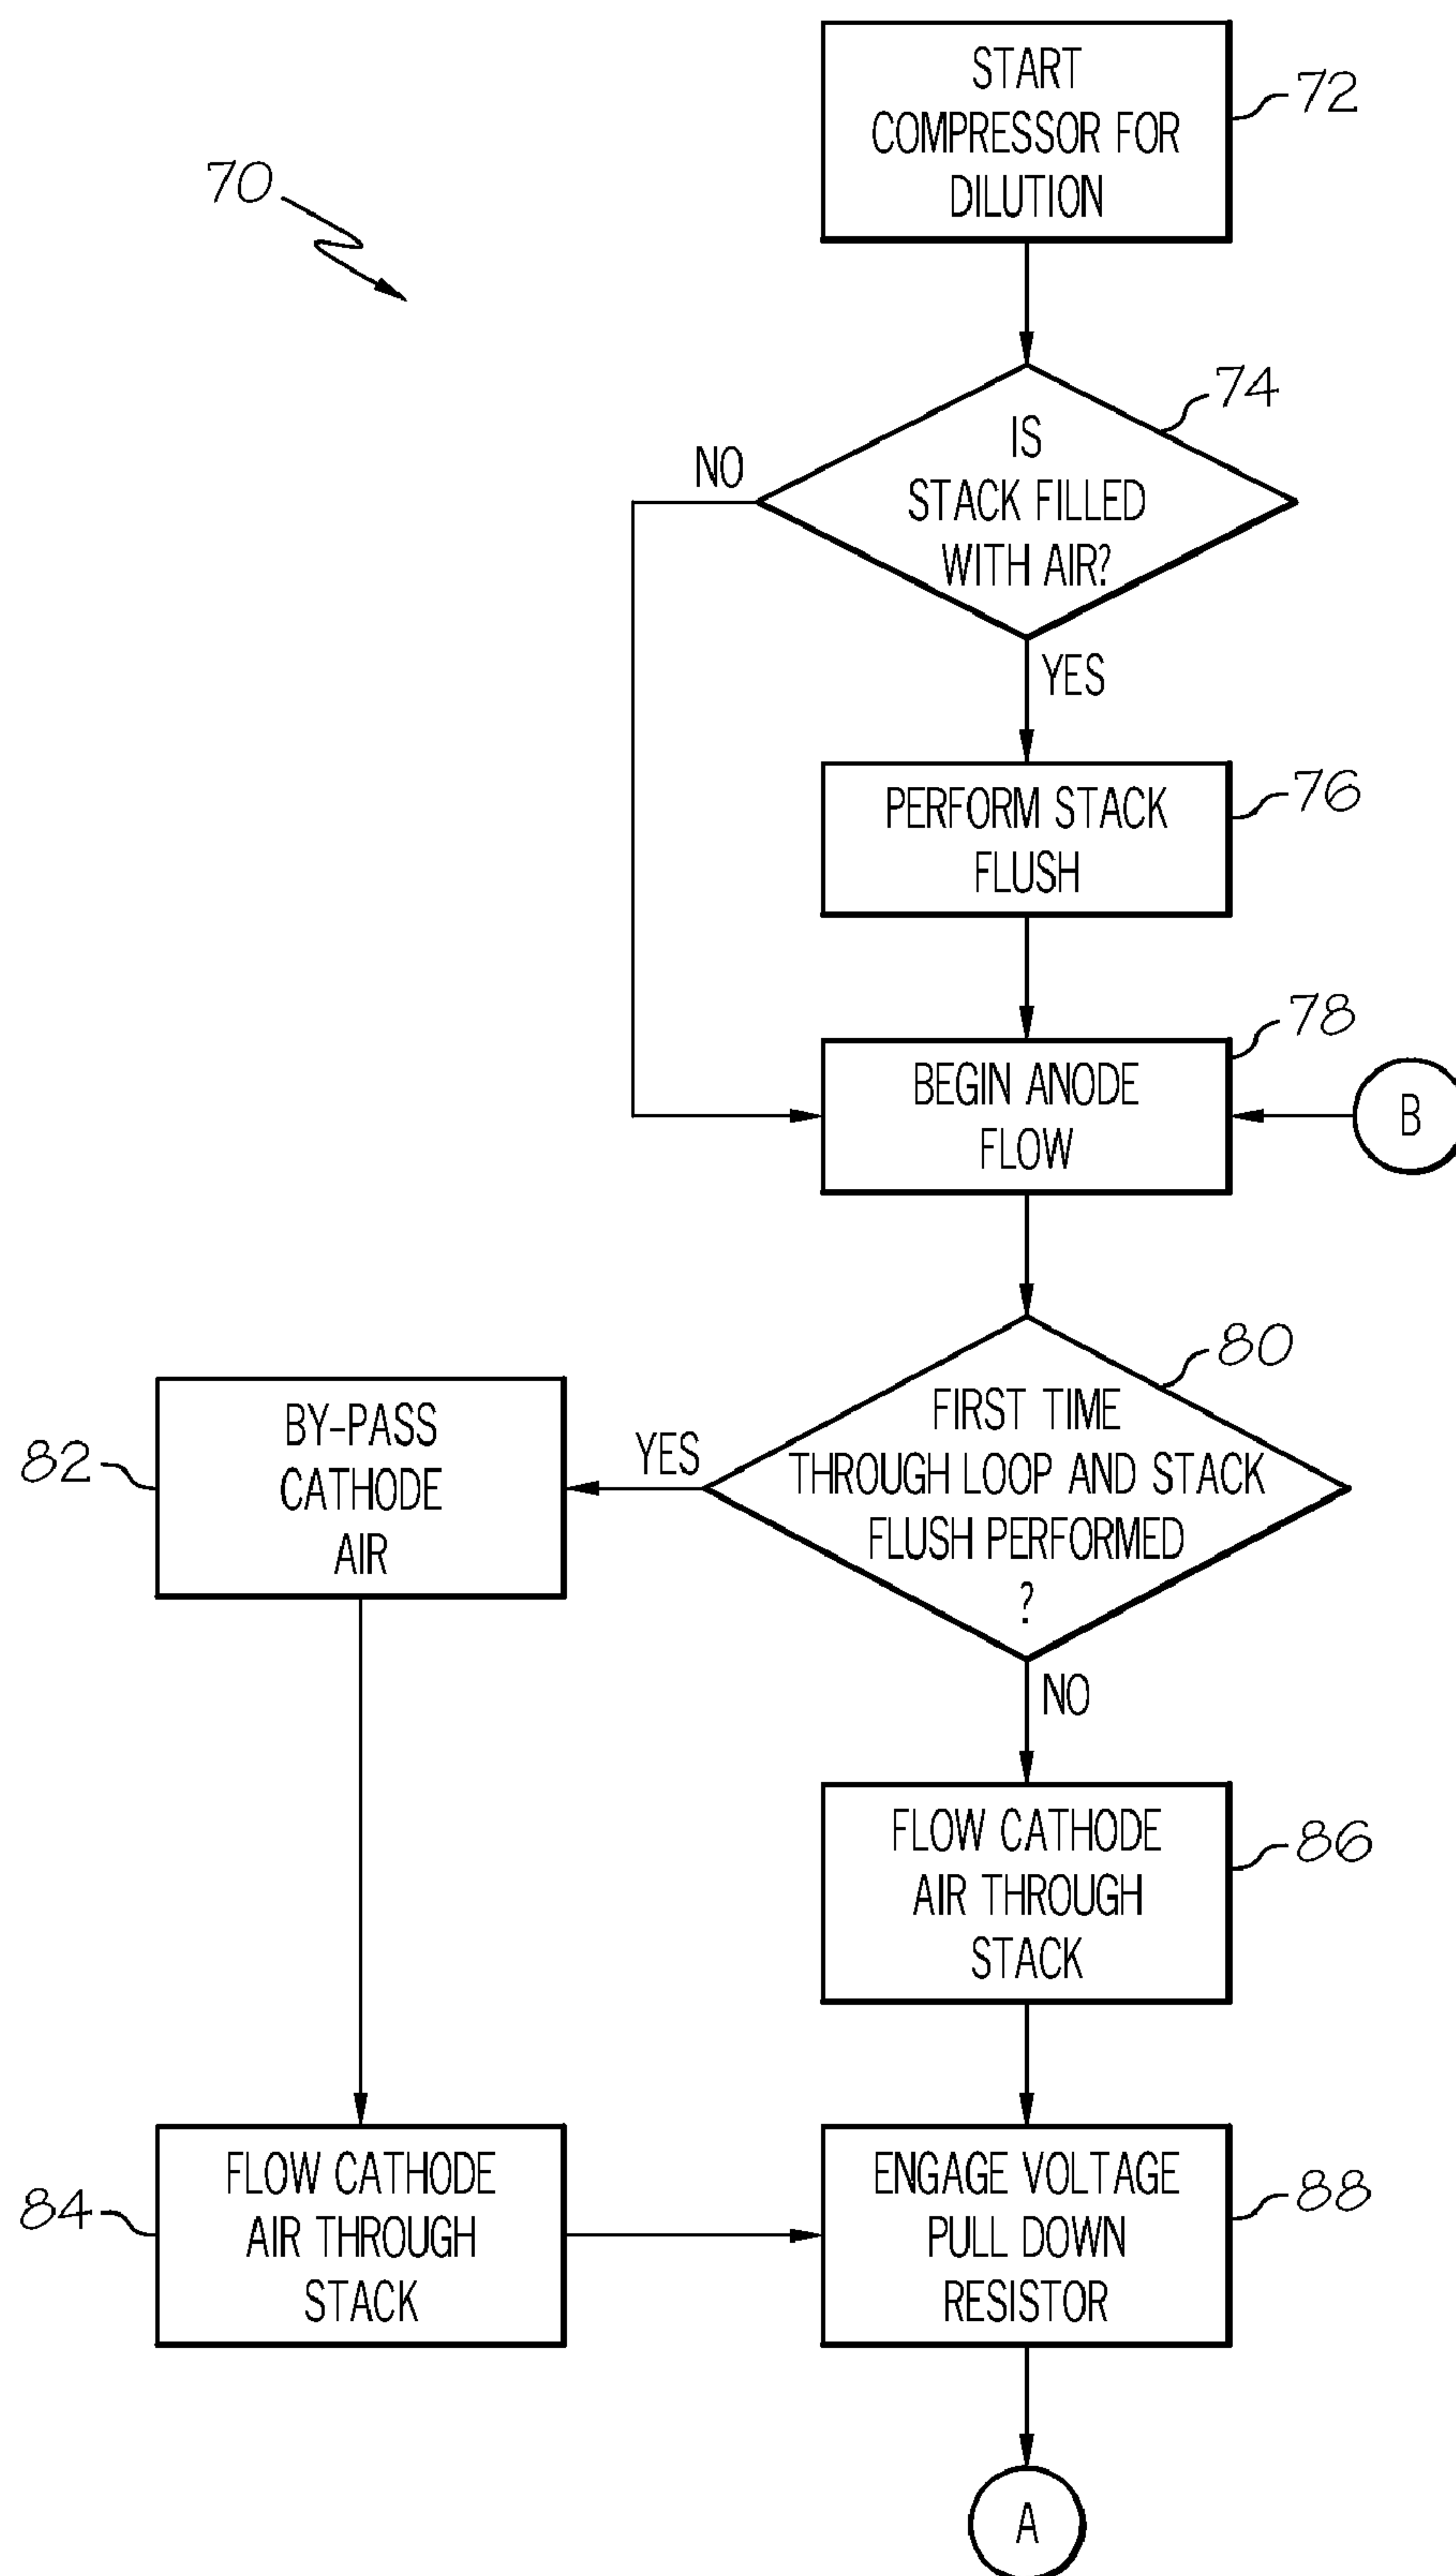 START
COMPRESSOR FOR
DILUTION
72
70
74
IS
STACK FILLED
WITH AIR?
NO
YES
PERFORM STACK
FLUSH
76
78
BEGIN ANODE
FLOW
B
80
FIRST TIME
THROUGH LOOP AND STACK
FLUSH PERFORMED
?
YES
BY-PASS
CATHODE
AIR
82
NO
FLOW CATHODE
AIR THROUGH
STACK
86
FLOW CATHODE
AIR THROUGH
STACK
84
ENGAGE VOLTAGE
PULL DOWN
RESISTOR
88
A